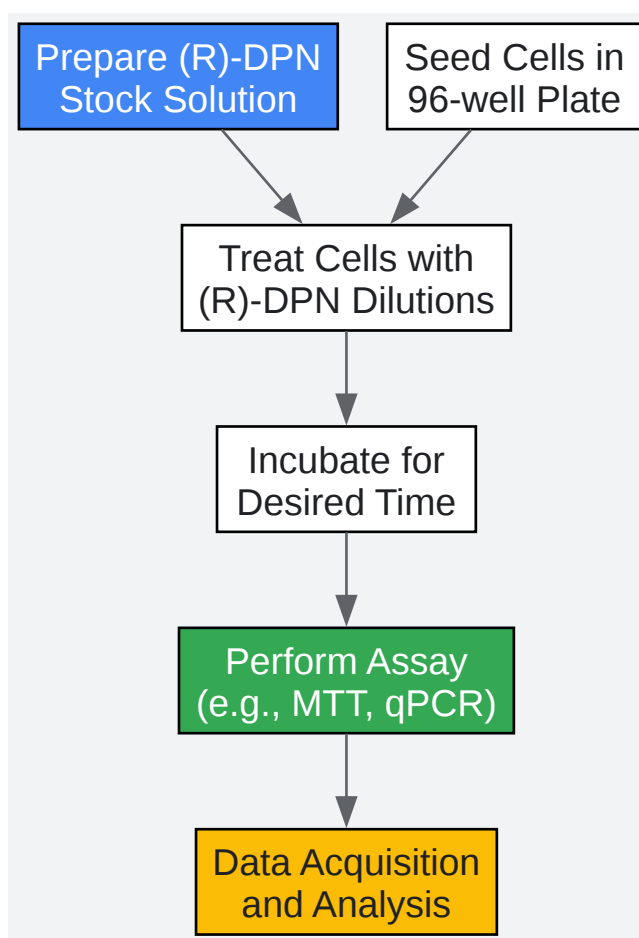 Prepare (R)-DPN
Stock Solution
Seed Cells in
96-well Plate
Treat Cells with
(R)-DPN Dilutions
Incubate for
Desired Time
Perform Assay
(e.g., MTT, qPCR)
Data Acquisition
and Analysis